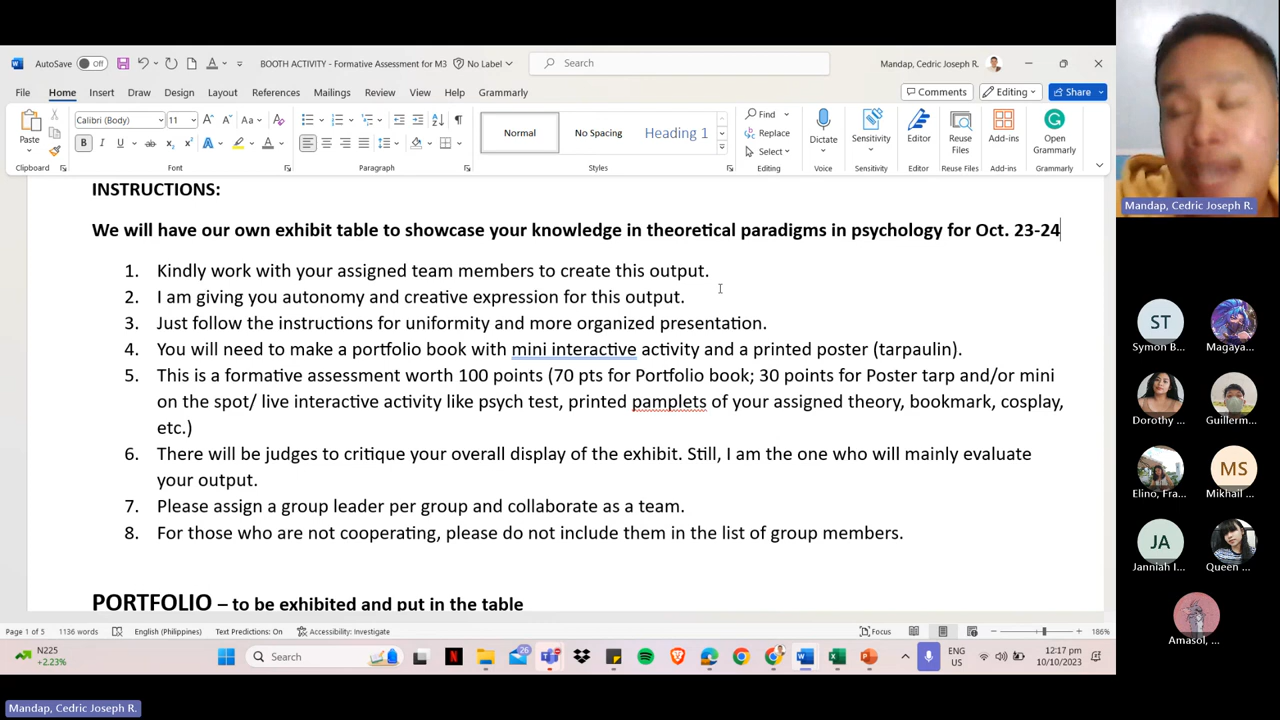 AutoSave Off
BOOTH ACTIVITY - Formative Assessment for M3
No Label
Search
Mandap, Cedric Joseph R.
File Home Insert Draw Design Layout References Mailings Review View Help Grammarly
Comments Editing Share
Paste
Calibri (Body) 11
Normal No Spacing Heading 1
Find
Replace
Select
Dictate
Sensitivity
Editor
Reuse Files
Add-ins
Open Grammarly
Clipboard Font Paragraph Styles Editing Voice Sensitivity Editor Reuse Files Add-ins Grammarly
INSTRUCTIONS:
We will have our own exhibit table to showcase your knowledge in theoretical paradigms in psychology for Oct. 23-24
1. Kindly work with your assigned team members to create this output.
2. I am giving you autonomy and creative expression for this output.
3. Just follow the instructions for uniformity and more organized presentation.
4. You will need to make a portfolio book with mini interactive activity and a printed poster (tarpaulin).
5. This is a formative assessment worth 100 points (70 pts for Portfolio book; 30 points for Poster tarp and/or mini
on the spot/ live interactive activity like psych test, printed pamplets of your assigned theory, bookmark, cosplay,
etc.)
6. There will be judges to critique your overall display of the exhibit. Still, I am the one who will mainly evaluate
your output.
7. Please assign a group leader per group and collaborate as a team.
8. For those who are not cooperating, please do not include them in the list of group members.
PORTFOLIO – to be exhibited and put in the table
Page 1 of 5 1136 words English (Philippines) Text Predictions: On Accessibility: Investigate
Focus
186%
N225
+2.23%
Search
26
ENG
US
12:17 pm
10/10/2023
Mandap, Cedric Joseph R.
ST
Symon B...
Magaya...
Dorothy ...
Guillerm...
Elino, Fra...
MS
Mikhail ...
JA
Janniah I...
Queen ...
Amasol, ...
Mandap, Cedric Joseph R.